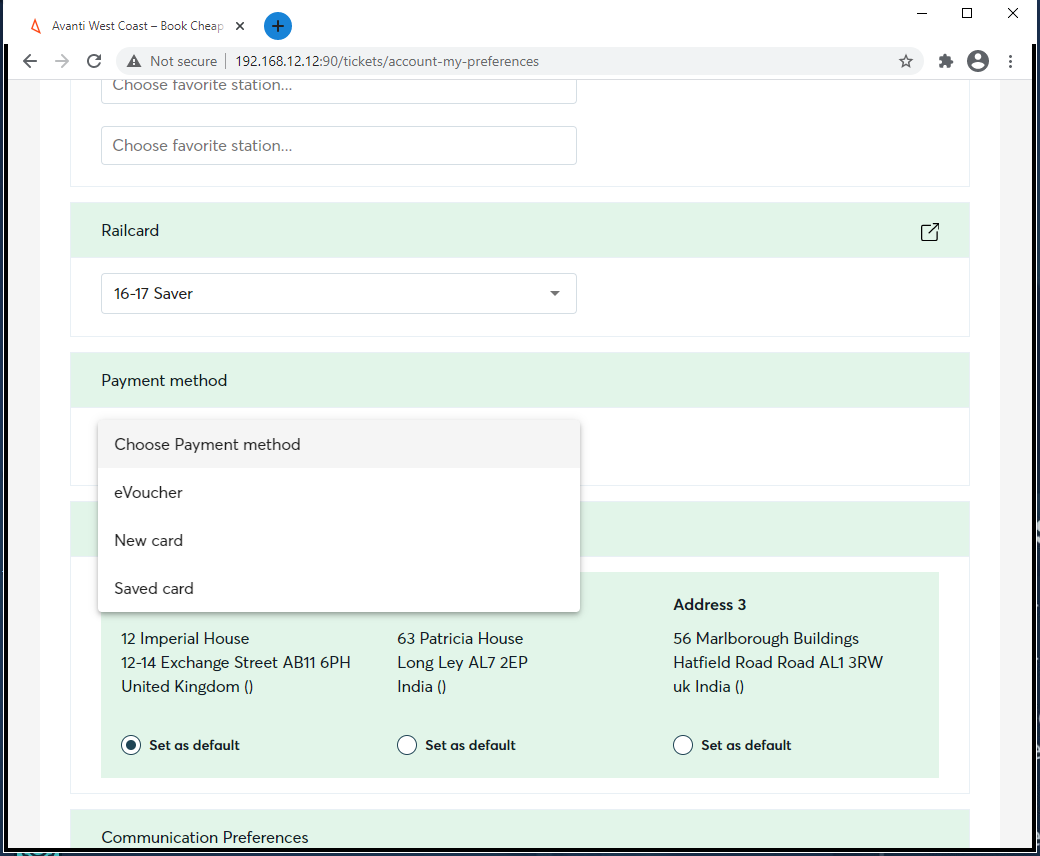 Avanti West Coast – Book Cheap
Not secure | 192.168.12.12:90/tickets/account-my-preferences
Choose favorite station...
Choose favorite station...
Railcard
16-17 Saver
Payment method
Choose Payment method
eVoucher
New card
Saved card
Address 3
12 Imperial House
12-14 Exchange Street AB11 6PH
United Kingdom ()
63 Patricia House
Long Ley AL7 2EP
India ()
56 Marlborough Buildings
Hatfield Road Road AL1 3RW
uk India ()
Set as default
Set as default
Set as default
Communication Preferences